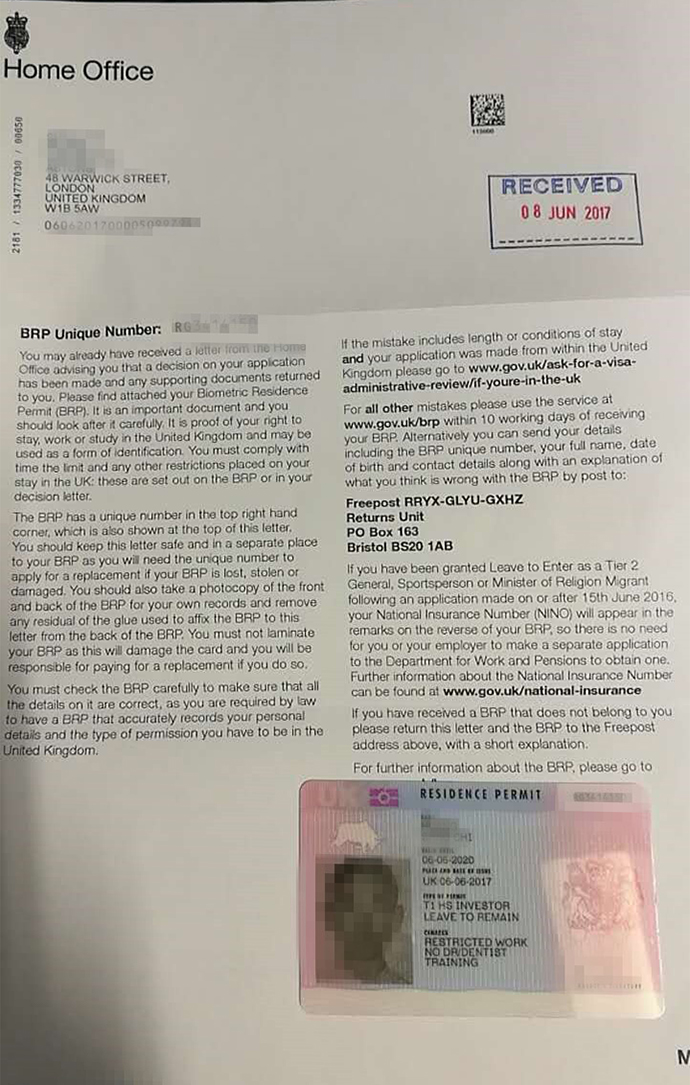 Home Office
115000
2181 / 1334777030 / 00650
48 WARWICK STREET,
LONDON
UNITED KINGDOM
W1B 5AW
RECEIVED
08 JUN 2017
BRP Unique Number:
You may already have received a letter from the Home
Office advising you that a decision on your application
has been made and any supporting documents returned
to you. Please find attached your Biometric Residence
Permit (BRP). It is an important document and you
should look after it carefully. It is proof of your right to
stay, work or study in the United Kingdom and may be
used as a form of identification. You must comply with
time the limit and any other restrictions placed on your
stay in the UK: these are set out on the BRP or in your
decision letter.
The BRP has a unique number in the top right hand
corner, which is also shown at the top of this letter.
You should keep this letter safe and in a separate place
to your BRP as you will need the unique number to
apply for a replacement if your BRP is lost, stolen or
damaged. You should also take a photocopy of the front
and back of the BRP for your own records and remove
any residual of the glue used to affix the BRP to this
letter from the back of the BRP. You must not laminate
your BRP as this will damage the card and you will be
responsible for paying for a replacement if you do so.
You must check the BRP carefully to make sure that all
the details on it are correct, as you are required by law
to have a BRP that accurately records your personal
details and the type of permission you have to be in the
United Kingdom.
If the mistake includes length or conditions of stay
and your application was made from within the United
Kingdom please go to www.gov.uk/ask-for-a-visa-
administrative-review/if-youre-in-the-uk
For all other mistakes please use the service at
www.gov.uk/brp within 10 working days of receiving
your BRP. Alternatively you can send your details
including the BRP unique number, your full name, date
of birth and contact details along with an explanation of
what you think is wrong with the BRP by post to:
Freepost RRYX-GLYU-GXHZ
Returns Unit
PO Box 163
Bristol BS20 1AB
If you have been granted Leave to Enter as a Tier 2
General, Sportsperson or Minister of Religion Migrant
following an application made on or after 15th June 2016,
your National Insurance Number (NINO) will appear in the
remarks on the reverse of your BRP, so there is no need
for you or your employer to make a separate application
to the Department for Work and Pensions to obtain one.
Further information about the National Insurance Number
can be found at www.gov.uk/national-insurance
If you have received a BRP that does not belong to you
please return this letter and the BRP to the Freepost
address above, with a short explanation.
For further information about the BRP, please go to
UK RESIDENCE PERMIT
06-06-2020
PLACE AND DATE OF ISSUE
UK 06-06-2017
TYPE OF PERMIT
T1 HS INVESTOR
LEAVE TO REMAIN
REMARKS
RESTRICTED WORK
NO DR/DENTIST
TRAINING
M